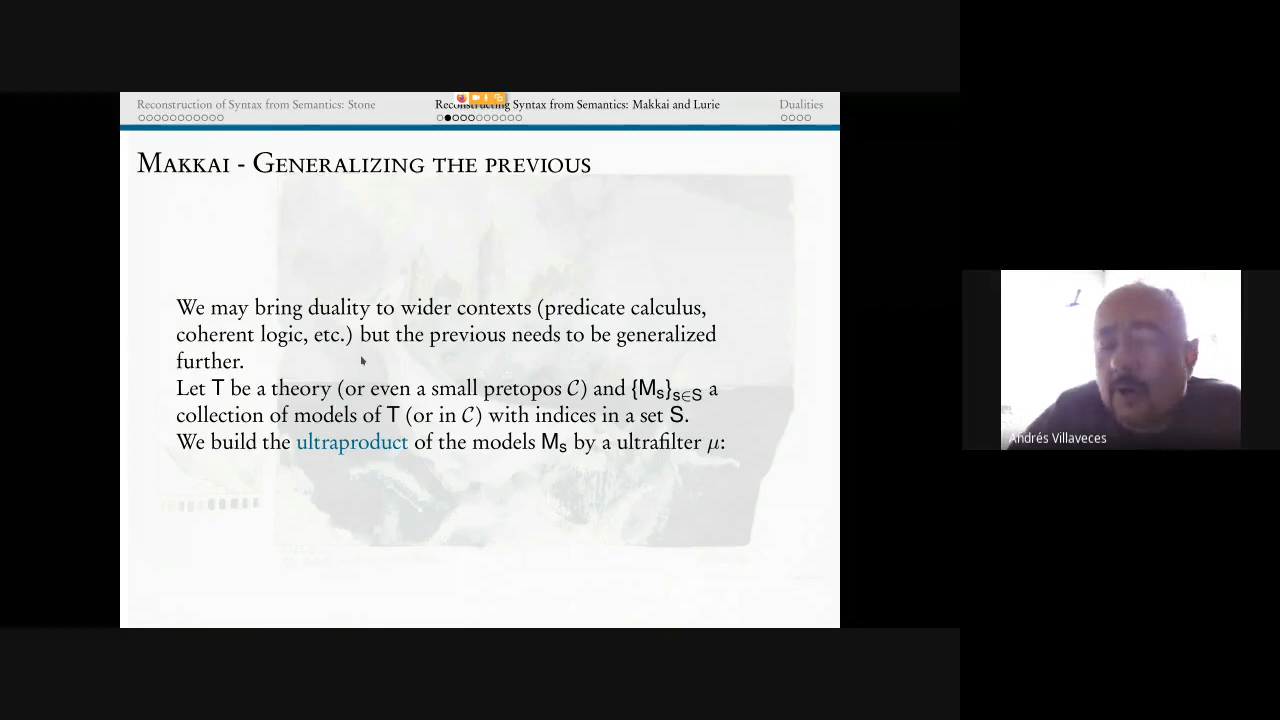 Reconstruction of Syntax from Semantics: Stone
Reconstructing Syntax from Semantics: Makkai and Lurie
Dualities
Makkai - Generalizing the previous
We may bring duality to wider contexts (predicate calculus,
coherent logic, etc.) but the previous needs to be generalized
further.
Let T be a theory (or even a small pretopos 𝒞) and {Mₛ}ₛ∈S a
collection of models of T (or in 𝒞) with indices in a set S.
We build the ultraproduct of the models Mₛ by a ultrafilter μ:
Andrés Villaveces